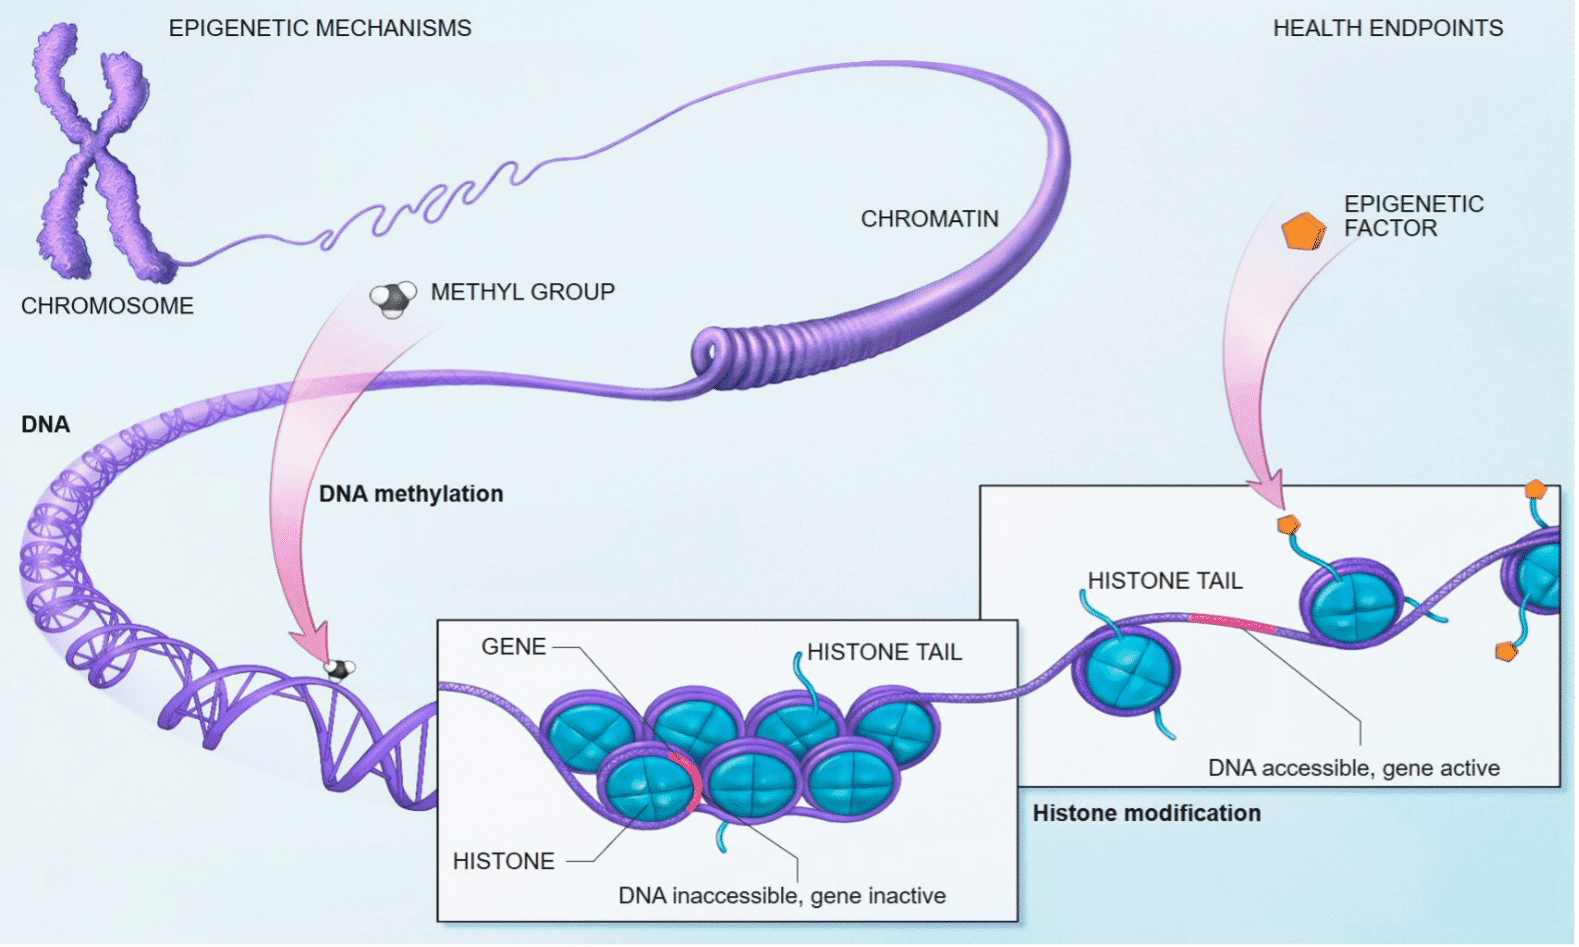 EPIGENETIC MECHANISMS
HEALTH ENDPOINTS
EPIGENETIC
FACTOR
CHROMATIN
CHROMOSOME
METHYL GROUP
DNA
DNA methylation
HISTONE TAIL
GENE
HISTONE TAIL
DNA accessible, gene active
Histone modification
HISTONE
DNA inaccessible, gene inactive